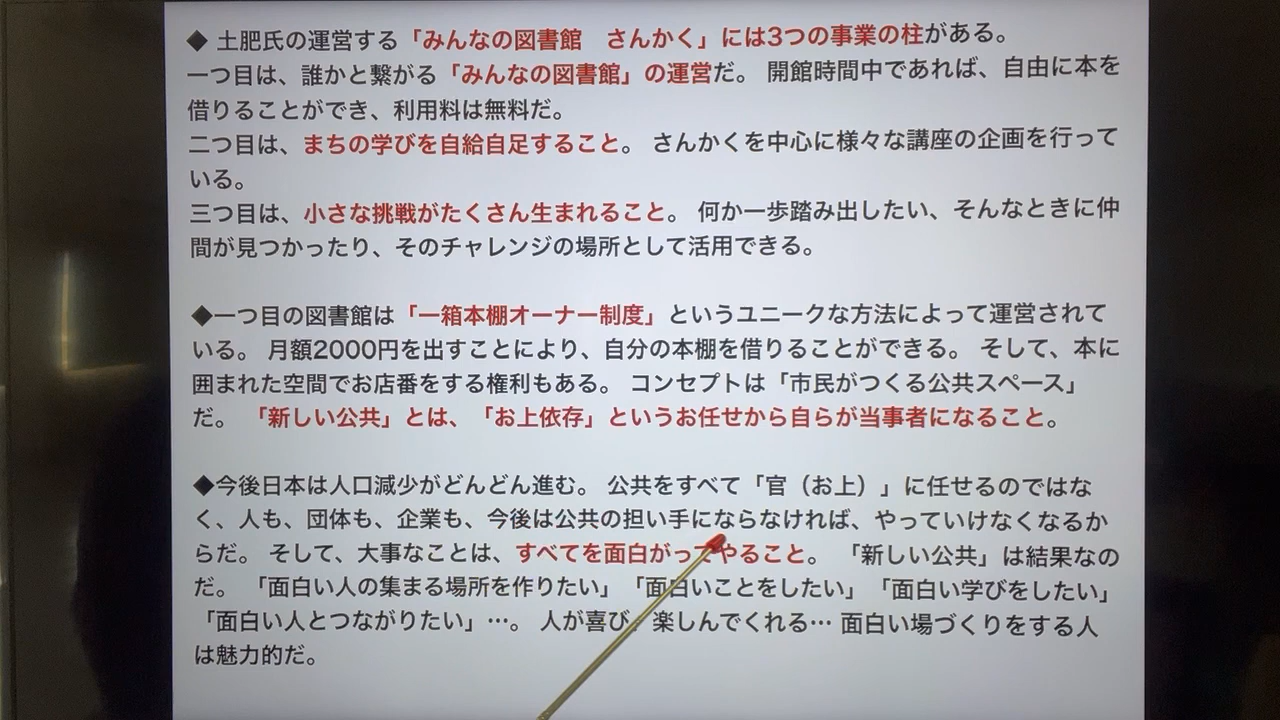 ◆ 土肥氏の運営する「みんなの図書館　さんかく」には3つの事業の柱がある。
一つ目は、誰かと繋がる「みんなの図書館」の運営だ。 開館時間中であれば、自由に本を
借りることができ、利用料は無料だ。
二つ目は、まちの学びを自給自足すること。 さんかくを中心に様々な講座の企画を行って
いる。
三つ目は、小さな挑戦がたくさん生まれること。 何か一歩踏み出したい、そんなときに仲
間が見つかったり、そのチャレンジの場所として活用できる。
◆一つ目の図書館は「一箱本棚オーナー制度」というユニークな方法によって運営されて
いる。 月額2000円を出すことにより、自分の本棚を借りることができる。 そして、本に
囲まれた空間でお店番をする権利もある。 コンセプトは「市民がつくる公共スペース」
だ。 「新しい公共」とは、「お上依存」というお任せから自らが当事者になること。
◆今後日本は人口減少がどんどん進む。 公共をすべて「官（お上）」に任せるのではな
く、人も、団体も、企業も、今後は公共の担い手にならなければ、やっていけなくなるか
らだ。 そして、大事なことは、すべてを面白がってやること。 「新しい公共」は結果なの
だ。 「面白い人の集まる場所を作りたい」「面白いことをしたい」「面白い学びをしたい」
「面白い人とつながりたい」…。 人が喜び、楽しんでくれる… 面白い場づくりをする人
は魅力的だ。